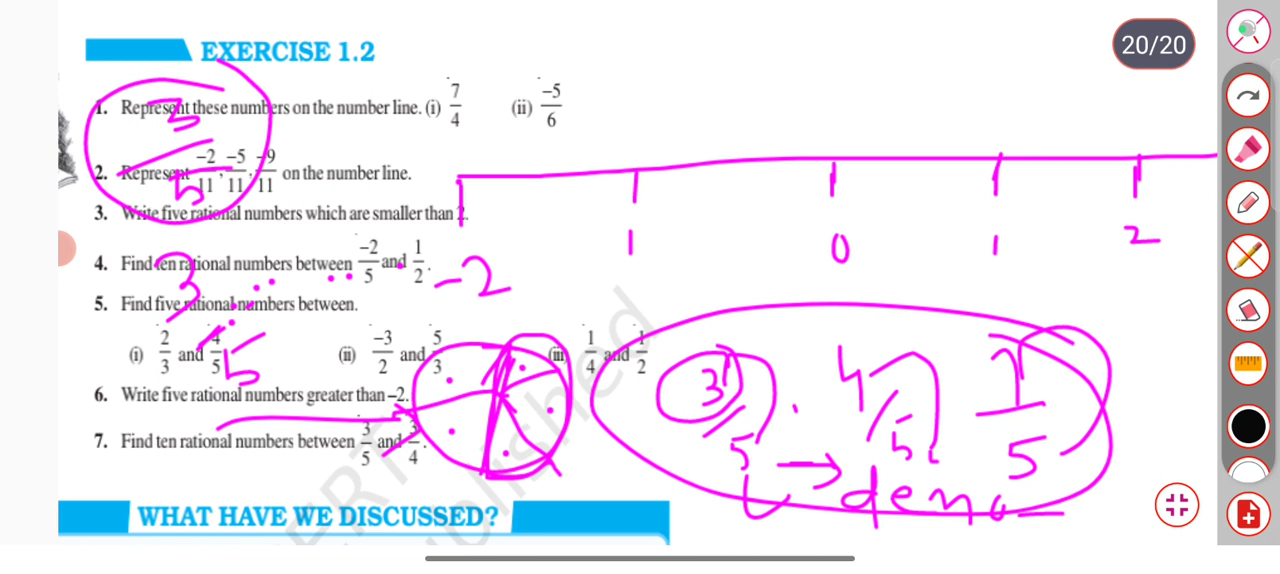 20/20
EXERCISE 1.2
1. Represent these numbers on the number line. (i) 7/4 (ii) -5/6
2. Represent -2/11, -5/11, -9/11 on the number line.
3. Write five rational numbers which are smaller than 2.
4. Find ten rational numbers between -2/5 and 1/2.
5. Find five rational numbers between.
(i) 2/3 and 4/5 (ii) -3/2 and 5/3 (iii) 1/4 and 1/2
6. Write five rational numbers greater than –2.
7. Find ten rational numbers between 3/5 and 3/4.
WHAT HAVE WE DISCUSSED?
3/5
1 0 1 2
-2
3/5
3/5 . 4/5 1/5
→ deno